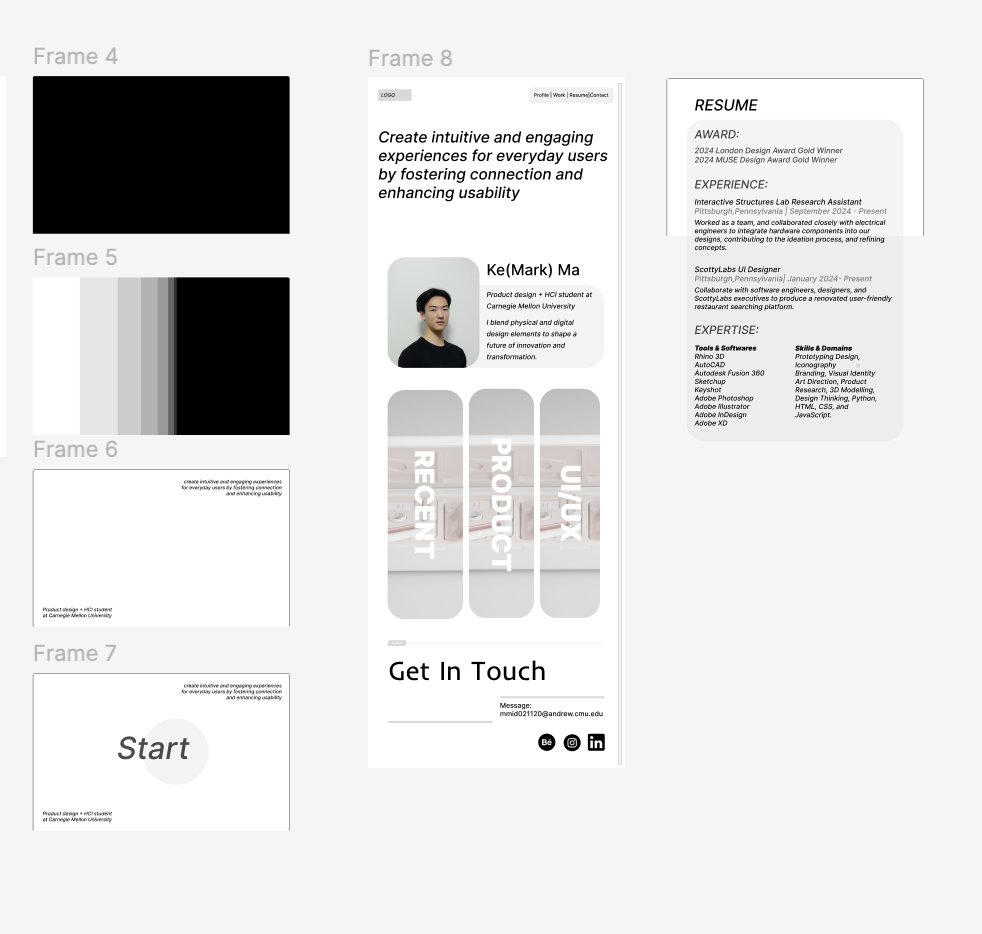 Frame 4
Frame 5
Frame 6
create intuitive and engaging experiences
for everyday users by fostering connection
and enhancing usability
Product design + HCI student
at Carnegie Mellon University
Frame 7
create intuitive and engaging experiences
for everyday users by fostering connection
and enhancing usability
Start
Product design + HCI student
at Carnegie Mellon University
Frame 8
LOGO
Profile | Work | Resume|Contact
Create intuitive and engaging
experiences for everyday users
by fostering connection and
enhancing usability
Ke(Mark) Ma
Product design + HCI student at
Carnegie Mellon University
I blend physical and digital
design elements to shape a
future of innovation and
transformation.
RECENT
PRODUCT
UI/UX
Get In Touch
Message:
mmid021120@andrew.cmu.edu
Bē
in
RESUME
AWARD:
2024 London Design Award Gold Winner
2024 MUSE Design Award Gold Winner
EXPERIENCE:
Interactive Structures Lab Research Assistant
Pittsburgh,Pennsylvania | September 2024 - Present
Worked as a team, and collaborated closely with electrical
engineers to integrate hardware components into our
designs, contributing to the ideation process, and refining
concepts.
ScottyLabs UI Designer
Pittsburgh,Pennsylvania| January 2024- Present
Collaborate with software engineers, designers, and
ScottyLabs executives to produce a renovated user-friendly
restaurant searching platform.
EXPERTISE:
Tools & Softwares
Rhino 3D
AutoCAD
Autodesk Fusion 360
Sketchup
Keyshot
Adobe Photoshop
Adobe Illustrator
Adobe InDesign
Adobe XD
Skills & Domains
Prototyping Design,
Iconography
Branding, Visual Identity
Art Direction, Product
Research, 3D Modelling,
Design Thinking, Python,
HTML, CSS, and
JavaScript.